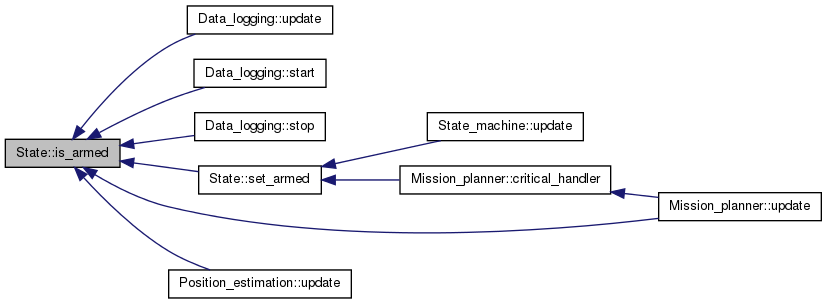 Data_logging::update
Data_logging::start
Data_logging::stop
State_machine::update
State::is_armed
State::set_armed
Mission_planner::critical_handler
Mission_planner::update
Position_estimation::update